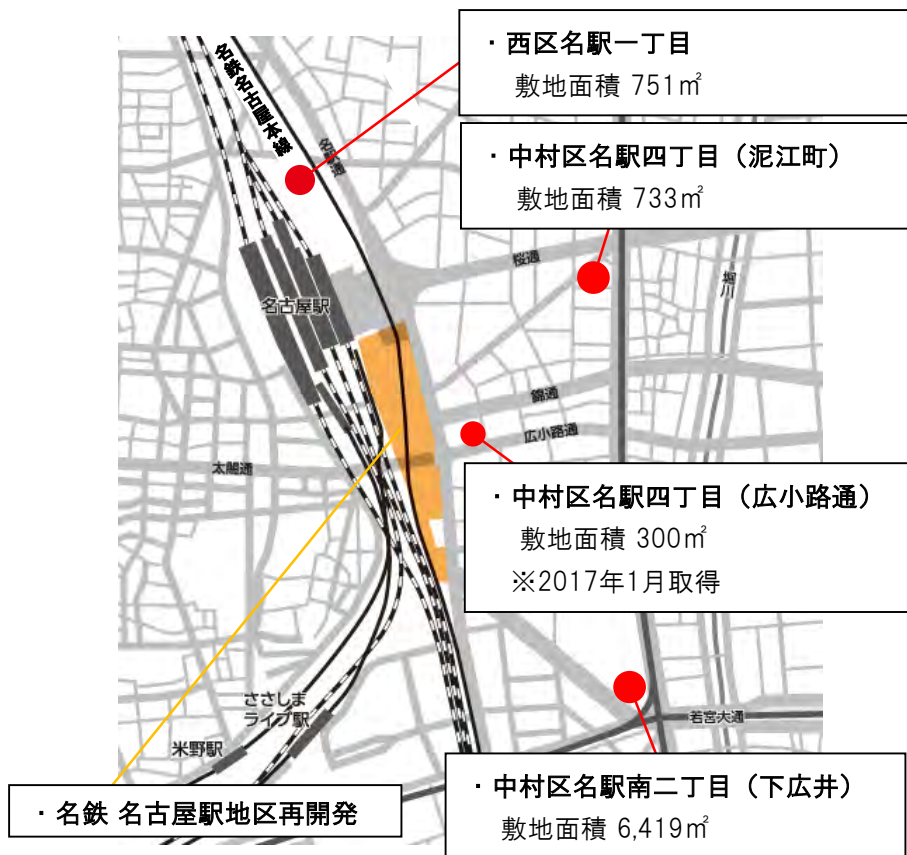 ・西区名駅一丁目
敷地面積 751㎡
・中村区名駅四丁目（泥江町）
敷地面積 733㎡
名鉄名古屋本線
桜通
堀川
名古屋駅
錦通
広小路通
太閤通
・中村区名駅四丁目（広小路通）
敷地面積 300㎡
※2017年1月取得
ささしま
ライブ駅
米野駅
若宮大通
・名鉄 名古屋駅地区再開発
・中村区名駅南二丁目（下広井）
敷地面積 6,419㎡